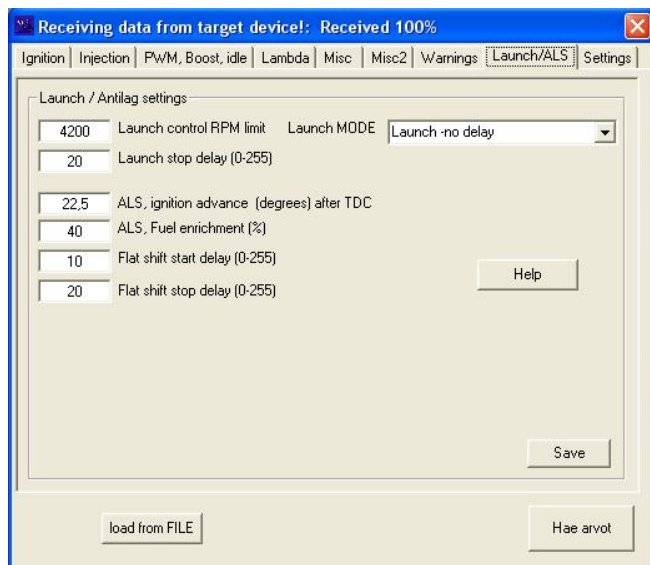 Receiving data from target device!: Received 100%
Ignition Injection PWM, Boost, idle Lambda Misc Misc2 Warnings Launch/ALS Settings
Launch / Antilag settings
4200 Launch control RPM limit Launch MODE Launch -no delay
20 Launch stop delay (0-255)
22,5 ALS, ignition advance (degrees) after TDC
40 ALS, Fuel enrichment (%)
10 Flat shift start delay (0-255)
Help
20 Flat shift stop delay (0-255)
Save
load from FILE Hae arvot